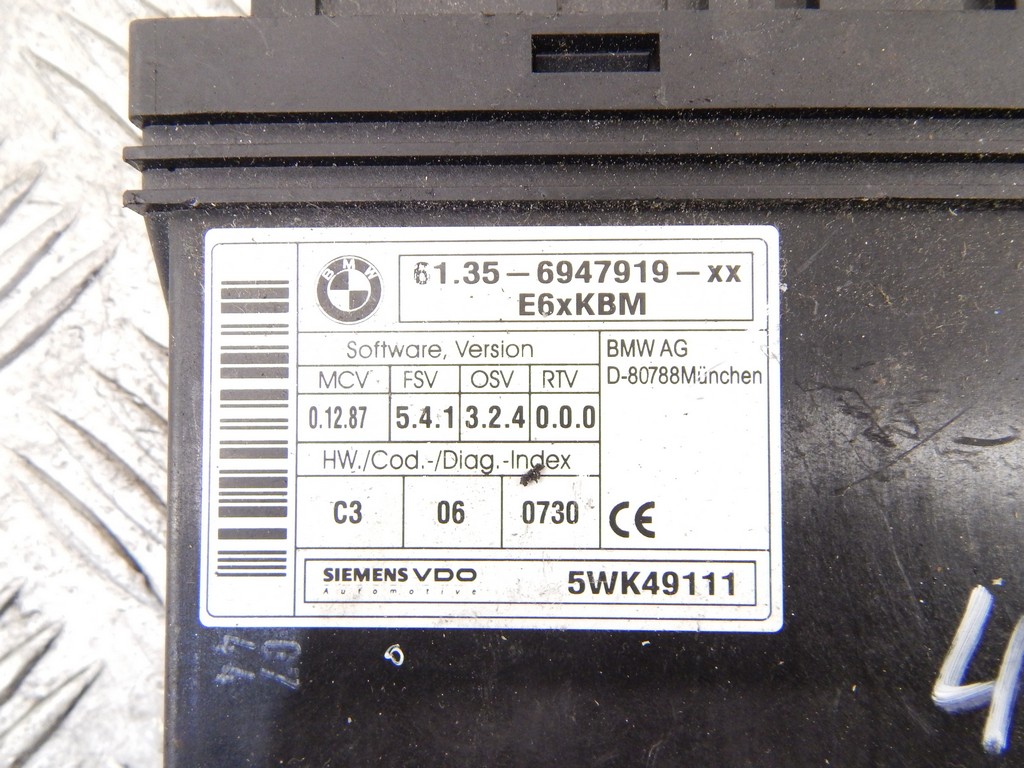 BMW
61.35-6947919-xx
E6xKBM
Software, Version
MCV FSV OSV RTV
0.12.87 5.4.1 3.2.4 0.0.0
BMW AG
D-80788München
HW./Cod.-/Diag.-Index
C3 06 0730
CE
SIEMENS VDO
Automotive
5WK49111
4